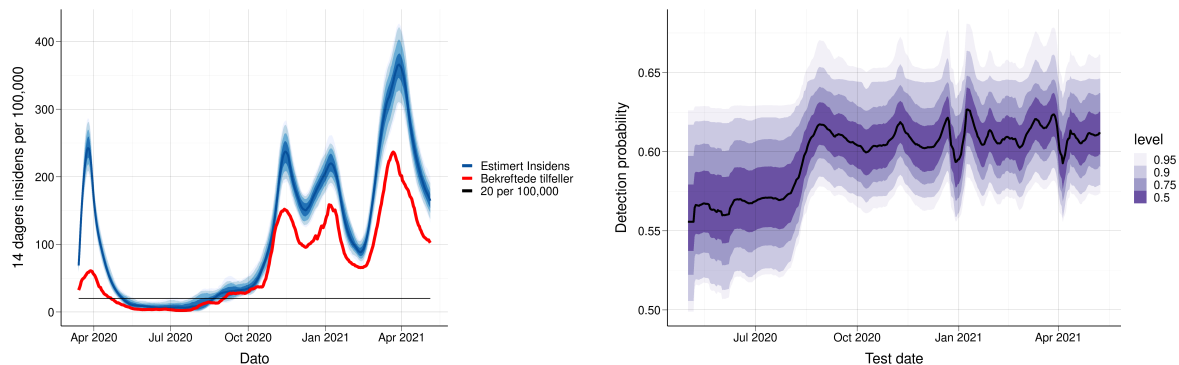 14 dagers insidens per 100,000
400
300
200
100
0
Apr 2020
Jul 2020
Oct 2020
Jan 2021
Apr 2021
Dato
Estimert Insidens
Bekreftede tilfeller
20 per 100,000
Detection probability
0.65
0.60
0.55
0.50
Jul 2020
Oct 2020
Jan 2021
Apr 2021
Test date
level
0.95
0.9
0.75
0.5